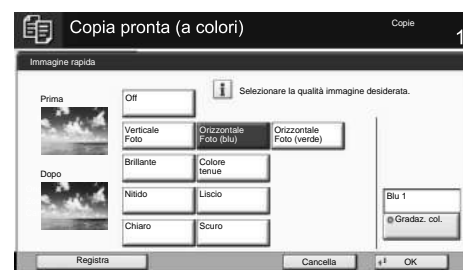 Copia pronta (a colori)
Copie
1
Immagine rapida
Prima
Off
i
Selezionare la qualità immagine desiderata.
Verticale
Foto
Orizzontale
Foto (blu)
Orizzontale
Foto (verde)
Brillante
Colore
tenue
Dopo
Nitido
Liscio
Blu 1
Chiaro
Scuro
Gradaz. col.
Registra
Cancella
OK